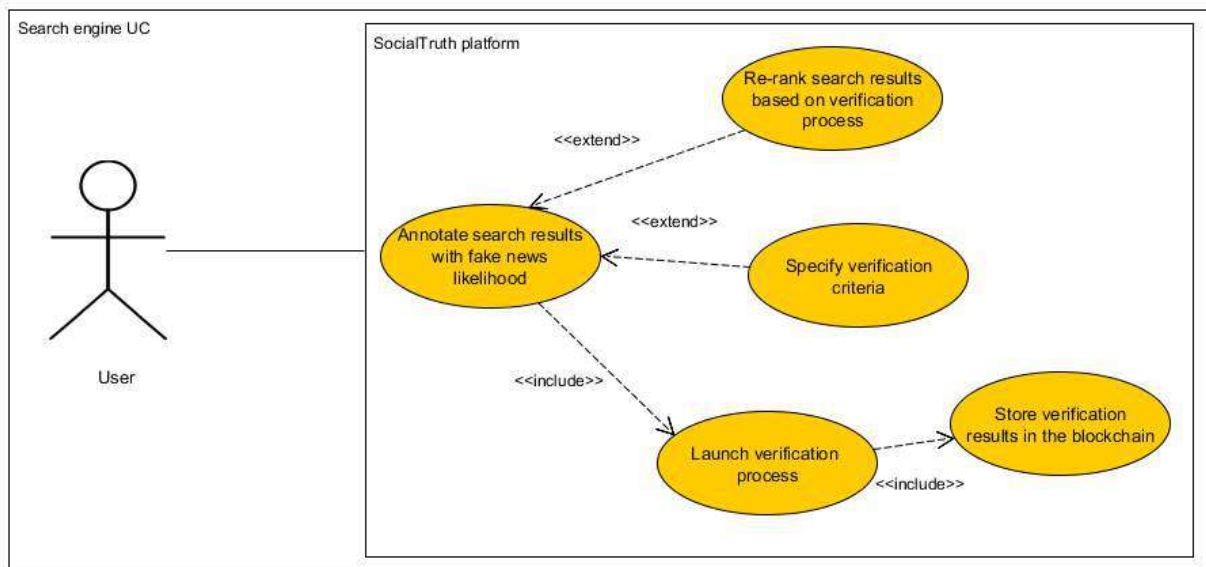 Search engine UC
SocialTruth platform
Re-rank search results
based on verification
process
<<extend>>
<<extend>>
Annotate search results
with fake news
likelihood
Specify verification
criteria
User
<<include>>
Store verification
results in the blockchain
Launch verification
process
<<include>>